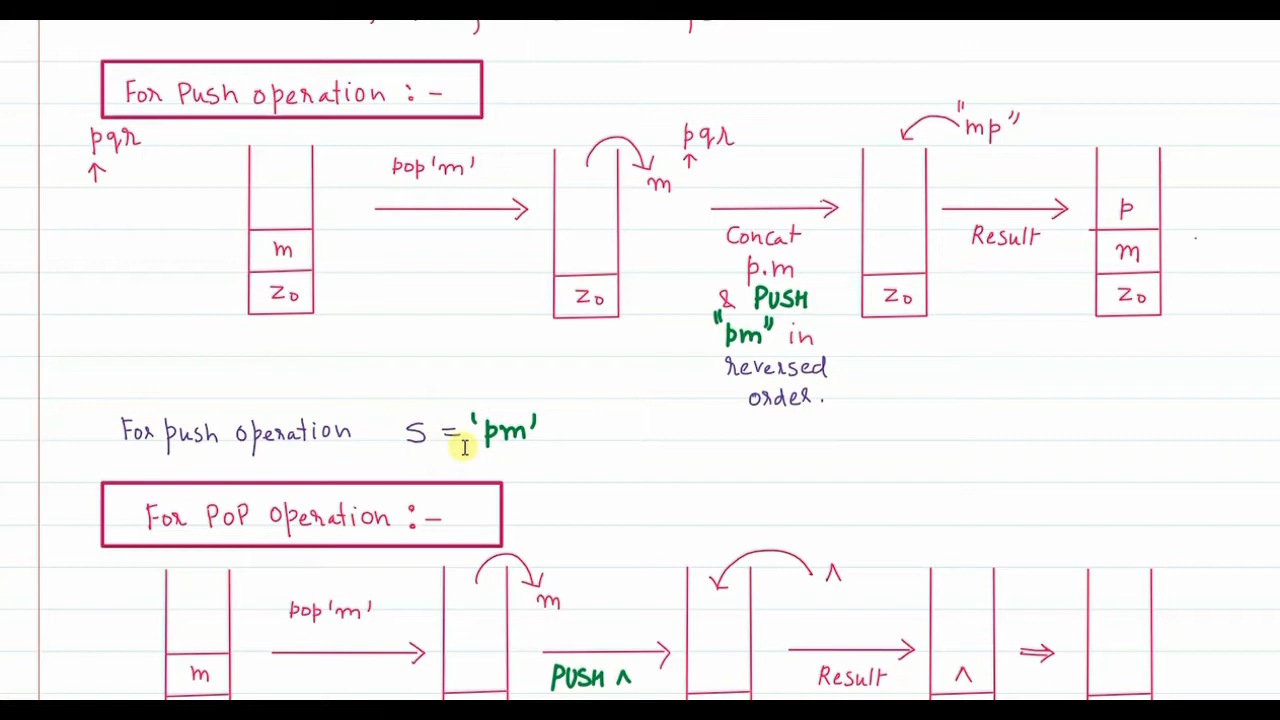 For Push operation : -
pqr
↑
m
Z0
pop 'm'
m
Z0
pqr
↑
Concat
p.m
& PUSH
"pm" in
reversed
order.
"mp"
Z0
Result
p
m
Z0
For push operation S = 'pm'
For POP Operation : -
m
pop 'm'
m
PUSH ∧
∧
Result
∧
⇒